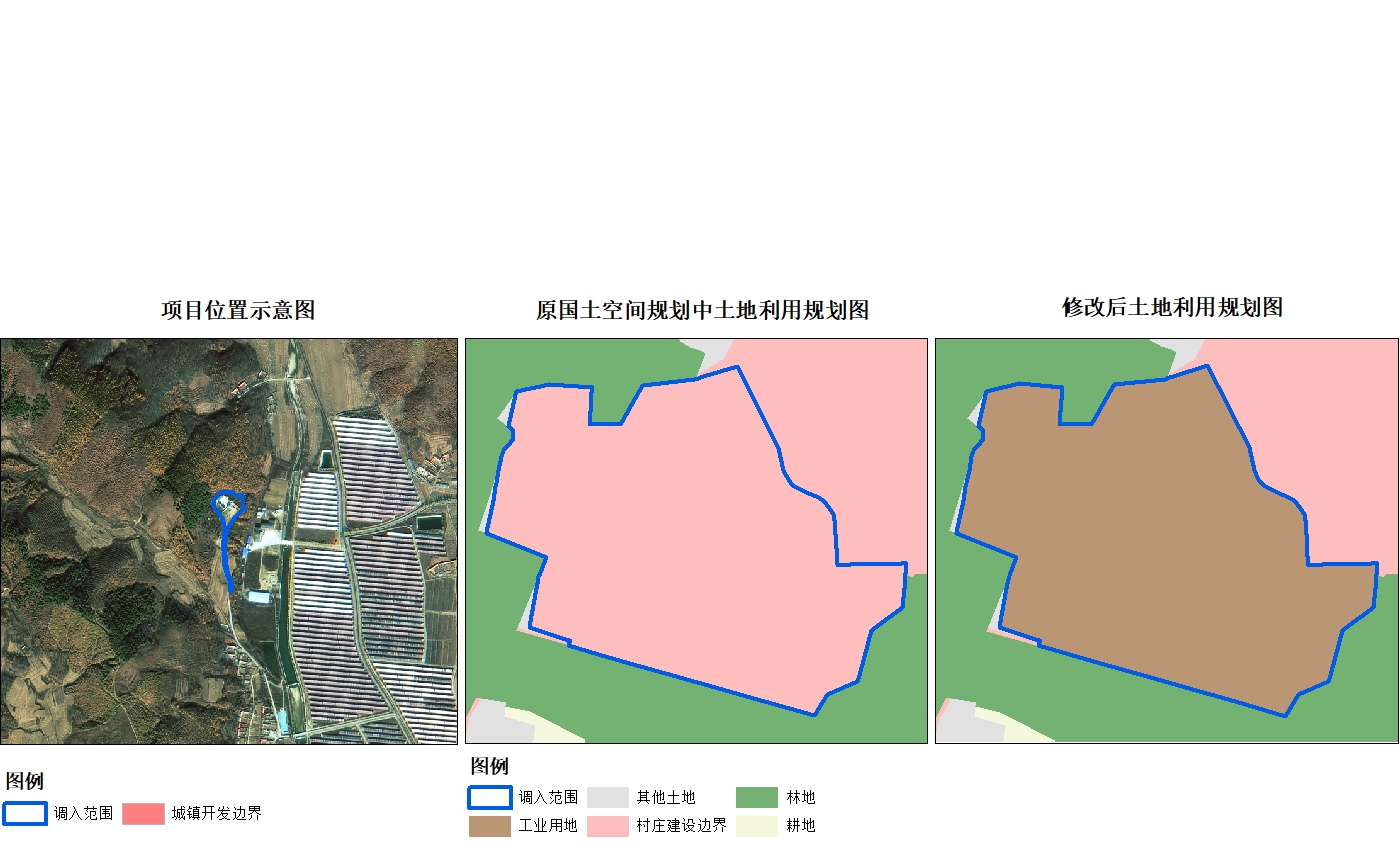 项目位置示意图
原国土空间规划中土地利用规划图
修改后土地利用规划图
图例
调入范围
城镇开发边界
图例
调入范围
其他土地
林地
工业用地
村庄建设边界
耕地